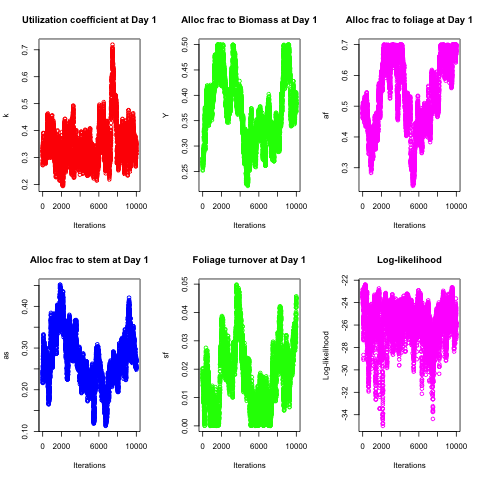 Utilization coefficient at Day 1
k
0.2 0.3 0.4 0.5 0.6 0.7
0 2000 6000 10000
Iterations
Alloc frac to Biomass at Day 1
Y
0.25 0.30 0.35 0.40 0.45 0.50
0 2000 6000 10000
Iterations
Alloc frac to foliage at Day 1
af
0.3 0.4 0.5 0.6 0.7
0 2000 6000 10000
Iterations
Alloc frac to stem at Day 1
as
0.10 0.20 0.30 0.40
0 2000 6000 10000
Iterations
Foliage turnover at Day 1
sf
0.00 0.01 0.02 0.03 0.04 0.05
0 2000 6000 10000
Iterations
Log-likelihood
Log-likelihood
-34 -32 -30 -28 -26 -24 -22
0 2000 6000 10000
Iterations